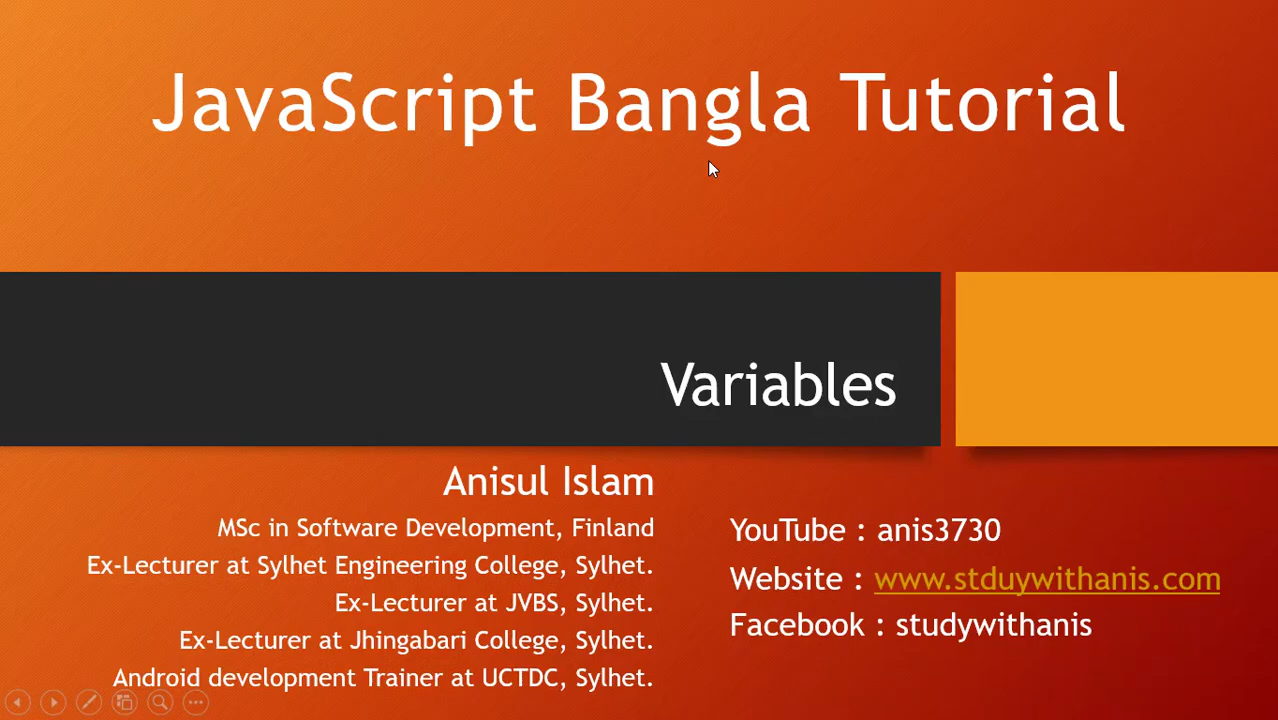 JavaScript Bangla Tutorial
Variables
Anisul Islam
MSc in Software Development, Finland
Ex-Lecturer at Sylhet Engineering College, Sylhet.
Ex-Lecturer at JVBS, Sylhet.
Ex-Lecturer at Jhingabari College, Sylhet.
Android development Trainer at UCTDC, Sylhet.
YouTube : anis3730
Website : www.stduywithanis.com
Facebook : studywithanis